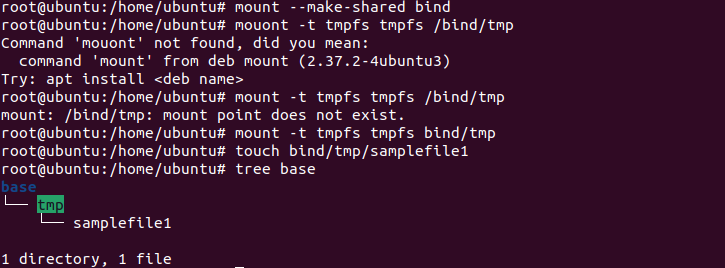 root@ubuntu:/home/ubuntu# mount --make-shared bind
root@ubuntu:/home/ubuntu# mouont -t tmpfs tmpfs /bind/tmp
Command 'mouont' not found, did you mean:
  command 'mount' from deb mount (2.37.2-4ubuntu3)
Try: apt install <deb name>
root@ubuntu:/home/ubuntu# mount -t tmpfs tmpfs /bind/tmp
mount: /bind/tmp: mount point does not exist.
root@ubuntu:/home/ubuntu# mount -t tmpfs tmpfs bind/tmp
root@ubuntu:/home/ubuntu# touch bind/tmp/samplefile1
root@ubuntu:/home/ubuntu# tree base
base
└── tmp
    └── samplefile1

1 directory, 1 file